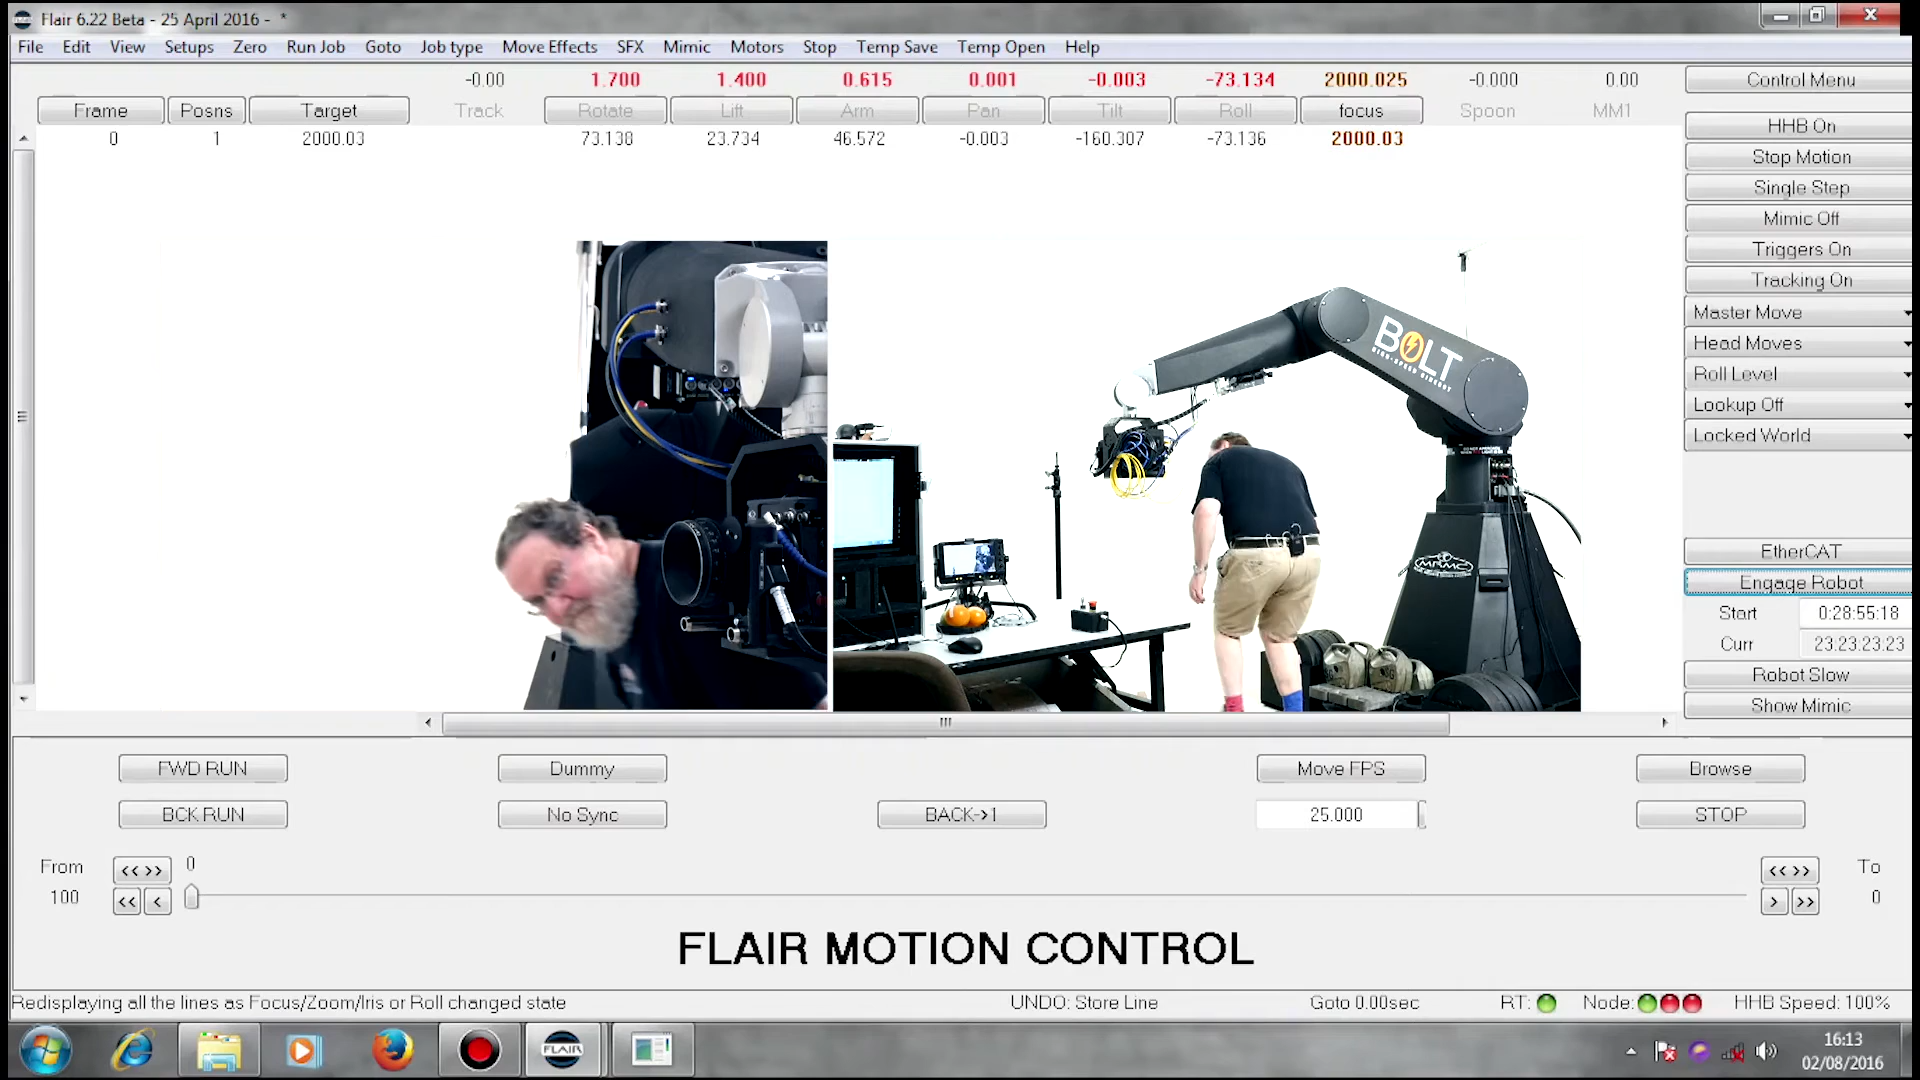 Flair 6.22 Beta - 25 April 2016 - *
File Edit View Setups Zero Run Job Goto Job type Move Effects SFX Mimic Motors Stop Temp Save Temp Open Help
-0.00 1.700 1.400 0.615 0.001 -0.003 -73.134 2000.025 -0.000 0.00
Frame Posns Target Track Rotate Lift Arm Pan Tilt Roll focus Spoon MM1
0 1 2000.03 73.138 23.734 46.572 -0.003 -160.307 -73.136 2000.03
Control Menu
HHB On
Stop Motion
Single Step
Mimic Off
Triggers On
Tracking On
Master Move
Head Moves
Roll Level
Lookup Off
Locked World
EtherCAT
Engage Robot
Start 0:28:55:18
Curr 23:23:23:23
Robot Slow
Show Mimic
BOLT
HIGH-SPEED CINEBOT
MRMC
FWD RUN Dummy Move FPS Browse
BCK RUN No Sync BACK->1 25.000 STOP
From << >> 0 << >> To
100 << < > >> 0
FLAIR MOTION CONTROL
Redisplaying all the lines as Focus/Zoom/Iris or Roll changed state UNDO: Store Line Goto 0.00sec RT: Node: HHB Speed: 100%
FLAIR
16:13
02/08/2016